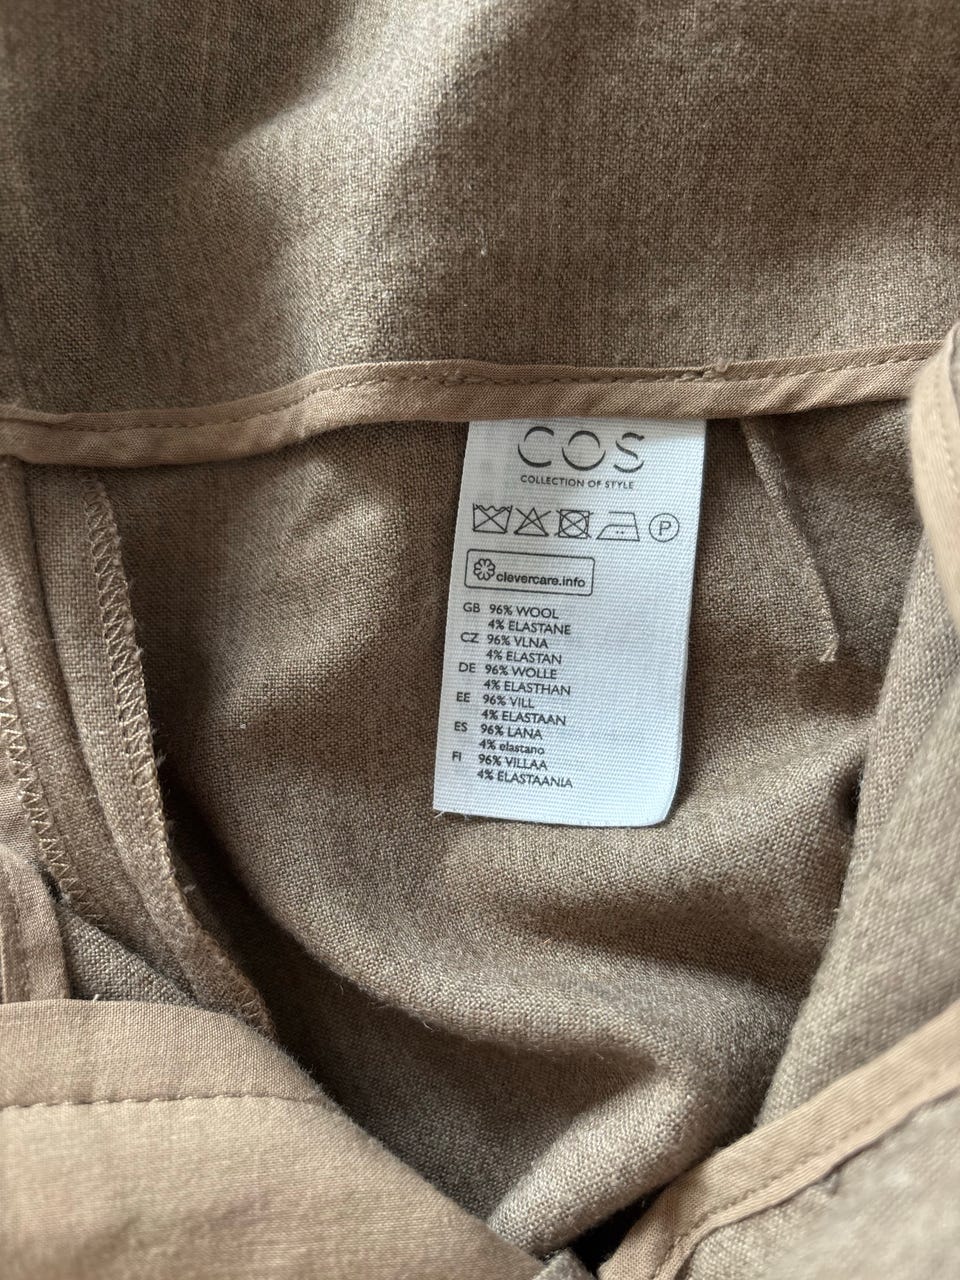 COS
COLLECTION OF STYLE
P
clevercare.info
GB 96% WOOL
4% ELASTANE
CZ 96% VLNA
4% ELASTAN
DE 96% WOLLE
4% ELASTHAN
EE 96% VILL
4% ELASTAAN
ES 96% LANA
4% elastano
FI 96% VILLAA
4% ELASTAANIA